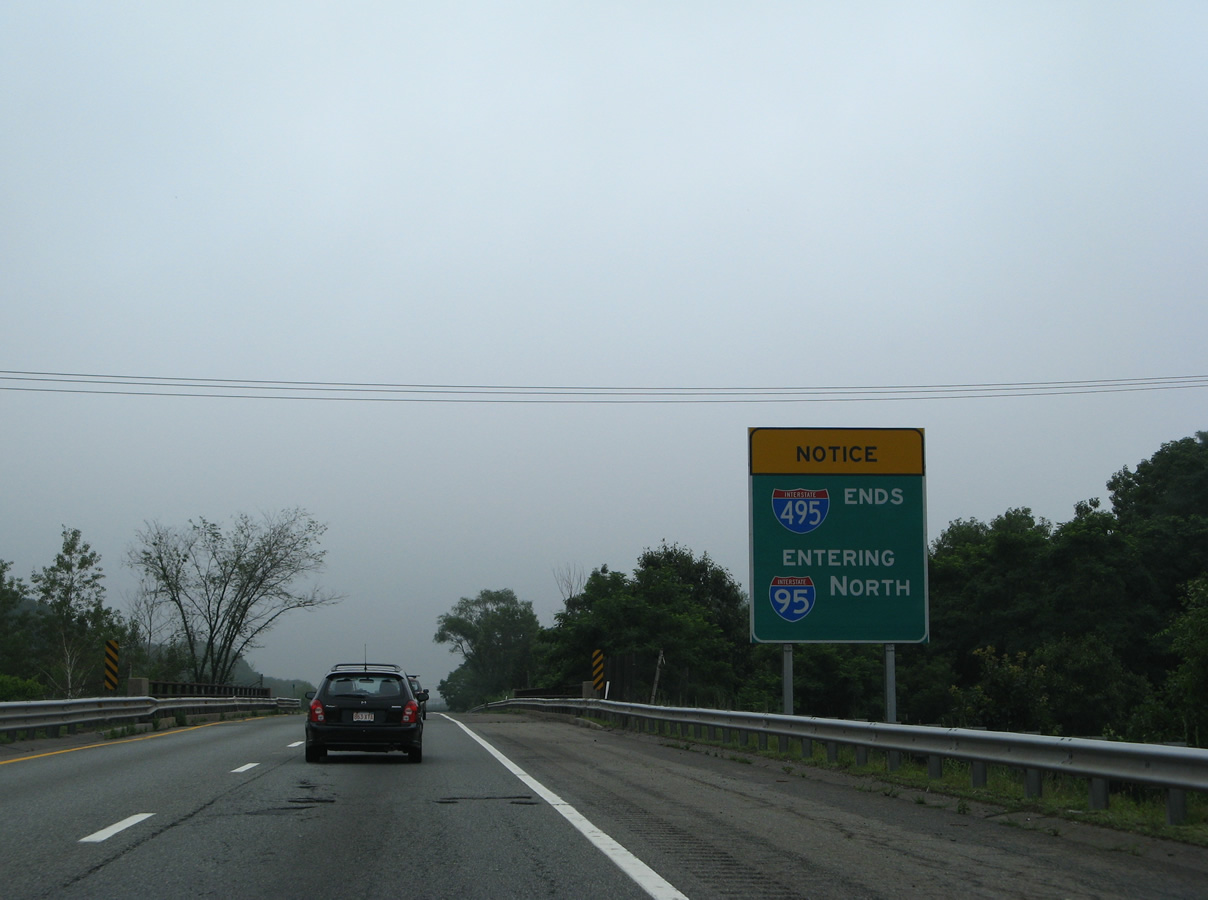 NOTICE
INTERSTATE
495 ENDS
ENTERING
INTERSTATE
95 NORTH